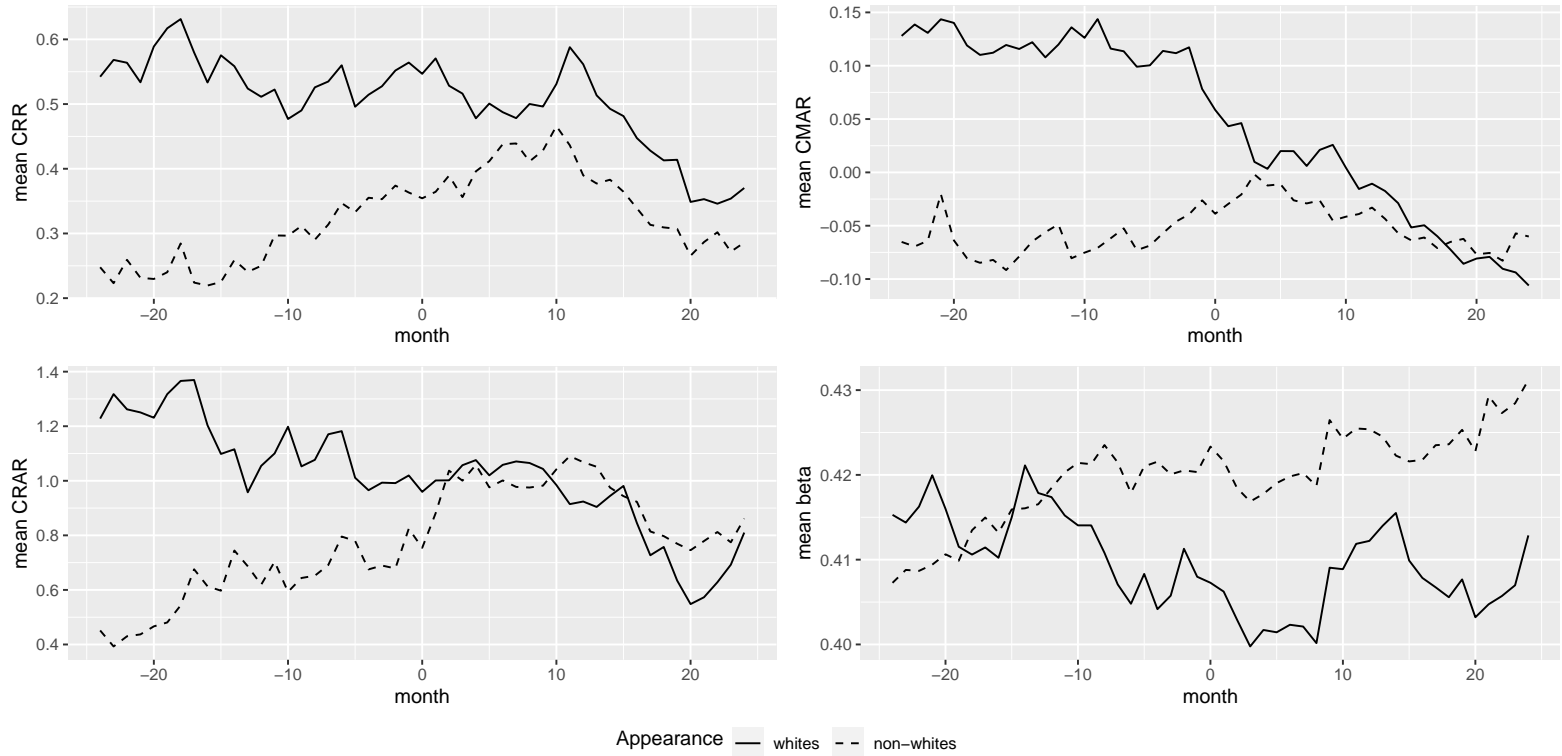 mean CRR
0.6
0.5
0.4
0.3
0.2
−20 −10 0 10 20
month
mean CMAR
0.15
0.10
0.05
0.00
−0.05
−0.10
−20 −10 0 10 20
month
mean CRAR
1.4
1.2
1.0
0.8
0.6
0.4
−20 −10 0 10 20
month
mean beta
0.43
0.42
0.41
0.40
−20 −10 0 10 20
month
Appearance whites non−whites